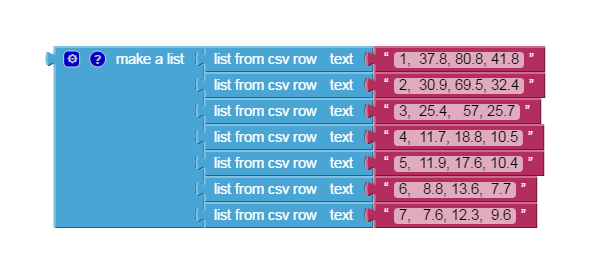 ? make a list list from csv row text " 1, 37.8, 80.8, 41.8 "
list from csv row text " 2, 30.9, 69.5, 32.4 "
list from csv row text " 3, 25.4, 57, 25.7 "
list from csv row text " 4, 11.7, 18.8, 10.5 "
list from csv row text " 5, 11.9, 17.6, 10.4 "
list from csv row text " 6, 8.8, 13.6, 7.7 "
list from csv row text " 7, 7.6, 12.3, 9.6 "